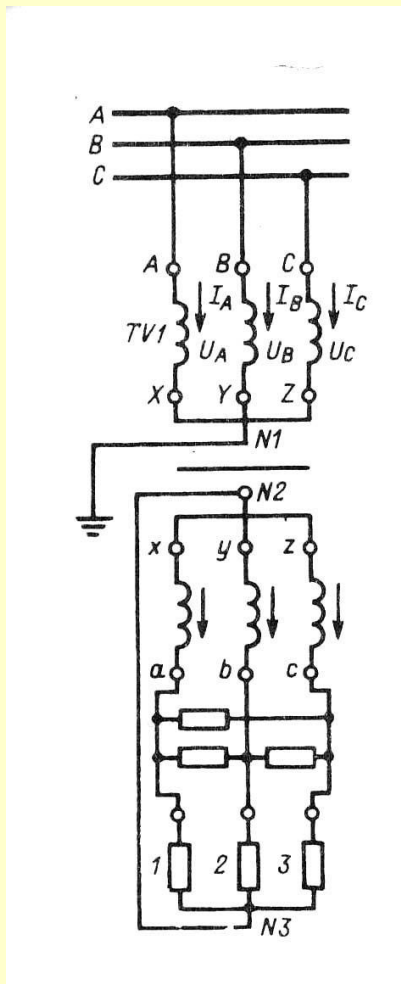 A
B
C
A B C
I_A I_B I_C
TV1 U_A U_B U_C
X Y Z
N1
N2
x y z
a b c
1 2 3
N3